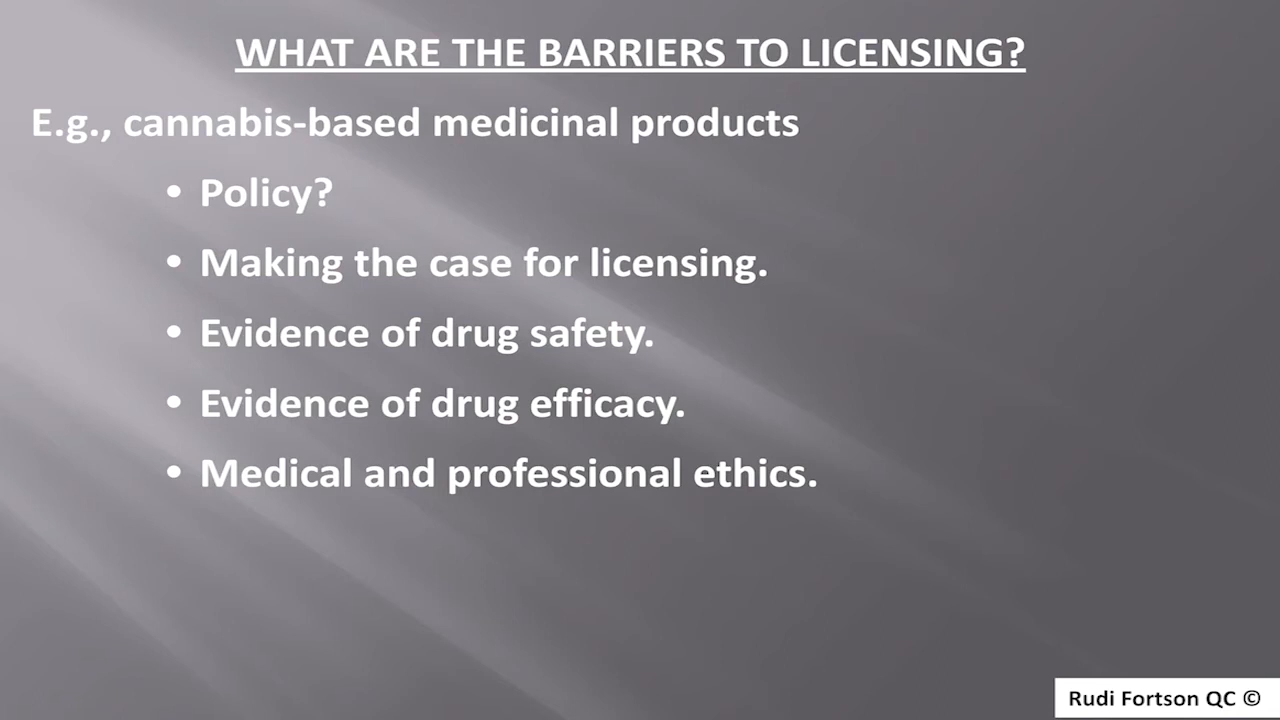 WHAT ARE THE BARRIERS TO LICENSING?
E.g., cannabis-based medicinal products
• Policy?
• Making the case for licensing.
• Evidence of drug safety.
• Evidence of drug efficacy.
• Medical and professional ethics.
Rudi Fortson QC ©